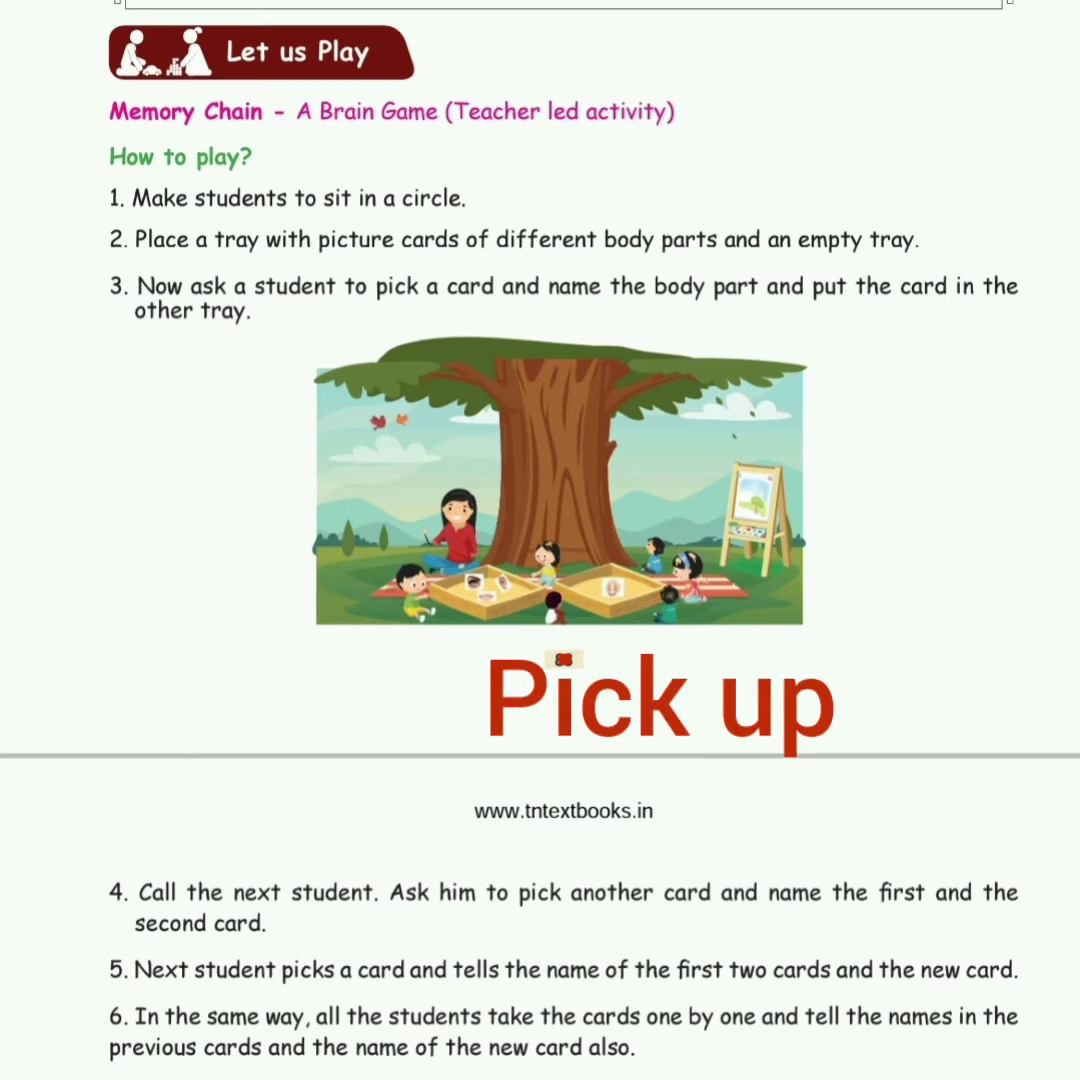 Let us Play
Memory Chain - A Brain Game (Teacher led activity)
How to play?
1. Make students to sit in a circle.
2. Place a tray with picture cards of different body parts and an empty tray.
3. Now ask a student to pick a card and name the body part and put the card in the
other tray.
Pick up
www.tntextbooks.in
4. Call the next student. Ask him to pick another card and name the first and the
second card.
5. Next student picks a card and tells the name of the first two cards and the new card.
6. In the same way, all the students take the cards one by one and tell the names in the
previous cards and the name of the new card also.